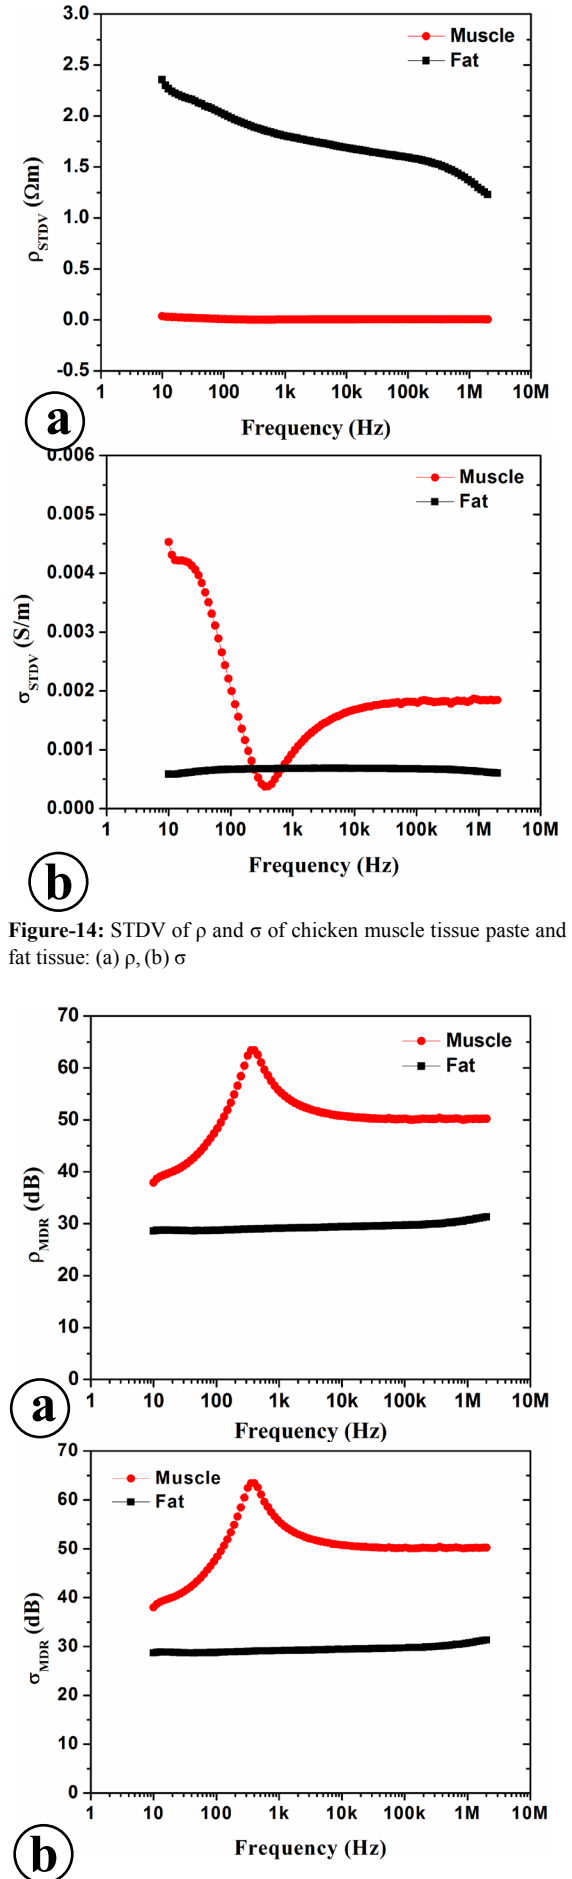 3.0
2.5
2.0
1.5
1.0
0.5
0.0
-0.5
ρSTDV (Ωm)
Muscle
Fat
1 10 100 1k 10k 100k 1M 10M
Frequency (Hz)
a
0.006
0.005
0.004
0.003
0.002
0.001
0.000
σSTDV (S/m)
Muscle
Fat
1 10 100 1k 10k 100k 1M 10M
Frequency (Hz)
b
Figure-14: STDV of ρ and σ of chicken muscle tissue paste and
fat tissue: (a) ρ, (b) σ
70
60
50
40
30
20
10
0
ρMDR (dB)
Muscle
Fat
1 10 100 1k 10k 100k 1M 10M
Frequency (Hz)
a
70
60
50
40
30
20
10
0
σMDR (dB)
Muscle
Fat
1 10 100 1k 10k 100k 1M 10M
Frequency (Hz)
b